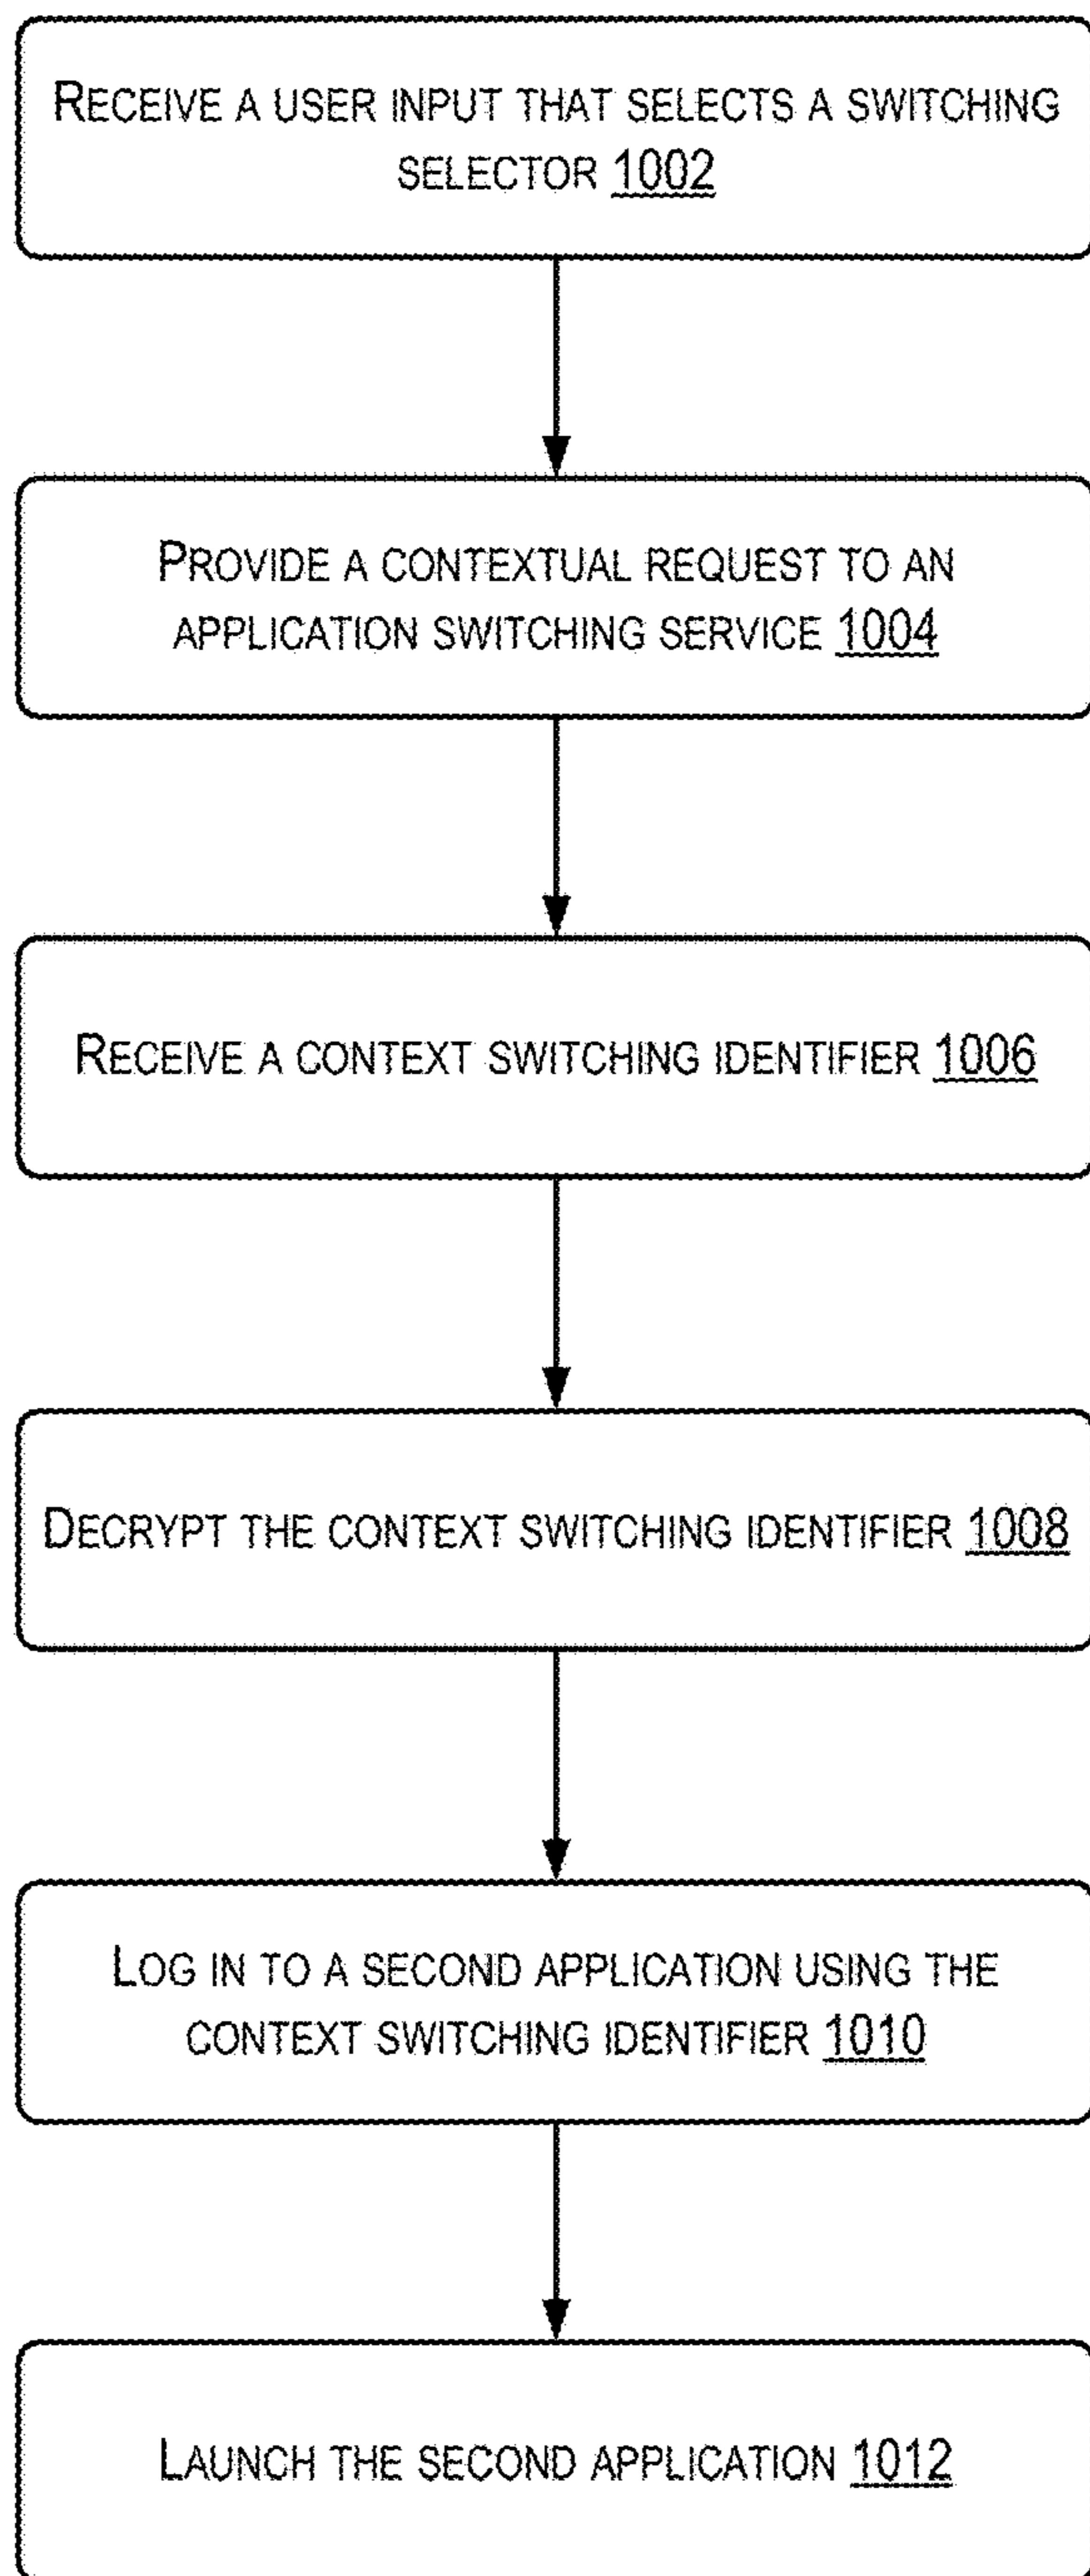 RECEIVE A USER INPUT THAT SELECTS A SWITCHING
SELECTOR 1002
PROVIDE A CONTEXTUAL REQUEST TO AN
APPLICATION SWITCHING SERVICE 1004
RECEIVE A CONTEXT SWITCHING IDENTIFIER 1006
DECRYPT THE CONTEXT SWITCHING IDENTIFIER 1008
LOG IN TO A SECOND APPLICATION USING THE
CONTEXT SWITCHING IDENTIFIER 1010
LAUNCH THE SECOND APPLICATION 1012